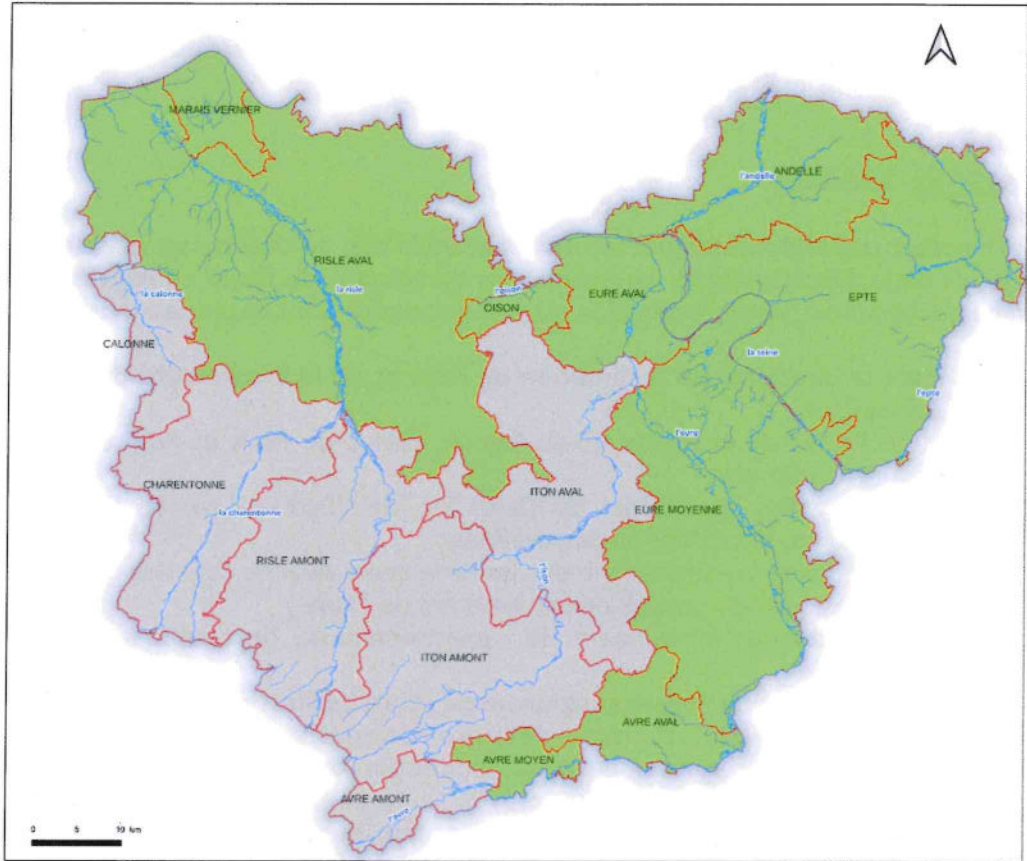 MARAIS VERNIER
l'andelle
ANDELLE
RISLE AVAL
la risle
l'oison
OISON
EURE AVAL
EPTE
la calonne
CALONNE
la seine
l'epte
l'eure
CHARENTONNE
la charentonne
ITON AVAL
EURE MOYENNE
RISLE AMONT
l'iton
ITON AMONT
AVRE AVAL
AVRE MOYEN
AVRE AMONT
l'avre
0 5 10 km